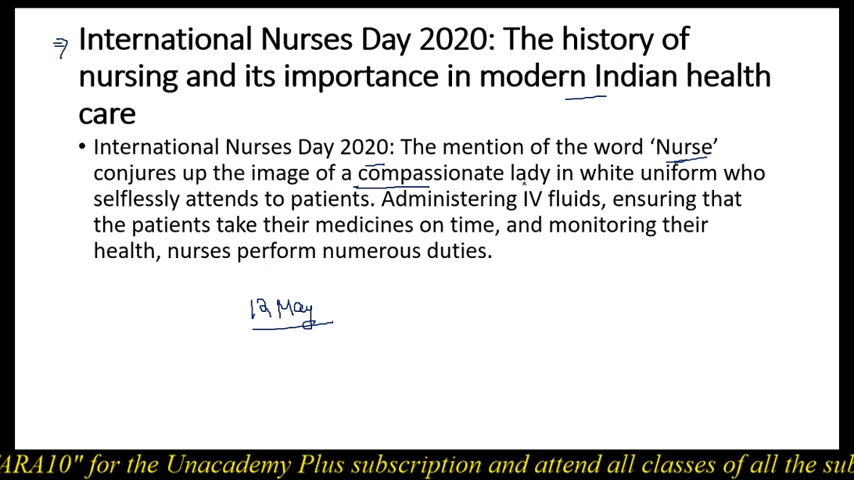 ⇒ International Nurses Day 2020: The history of
nursing and its importance in modern Indian health
care
• International Nurses Day 2020: The mention of the word ‘Nurse’
conjures up the image of a compassionate lady in white uniform who
selflessly attends to patients. Administering IV fluids, ensuring that
the patients take their medicines on time, and monitoring their
health, nurses perform numerous duties.
12 May
ARA10" for the Unacademy Plus subscription and attend all classes of all the sub